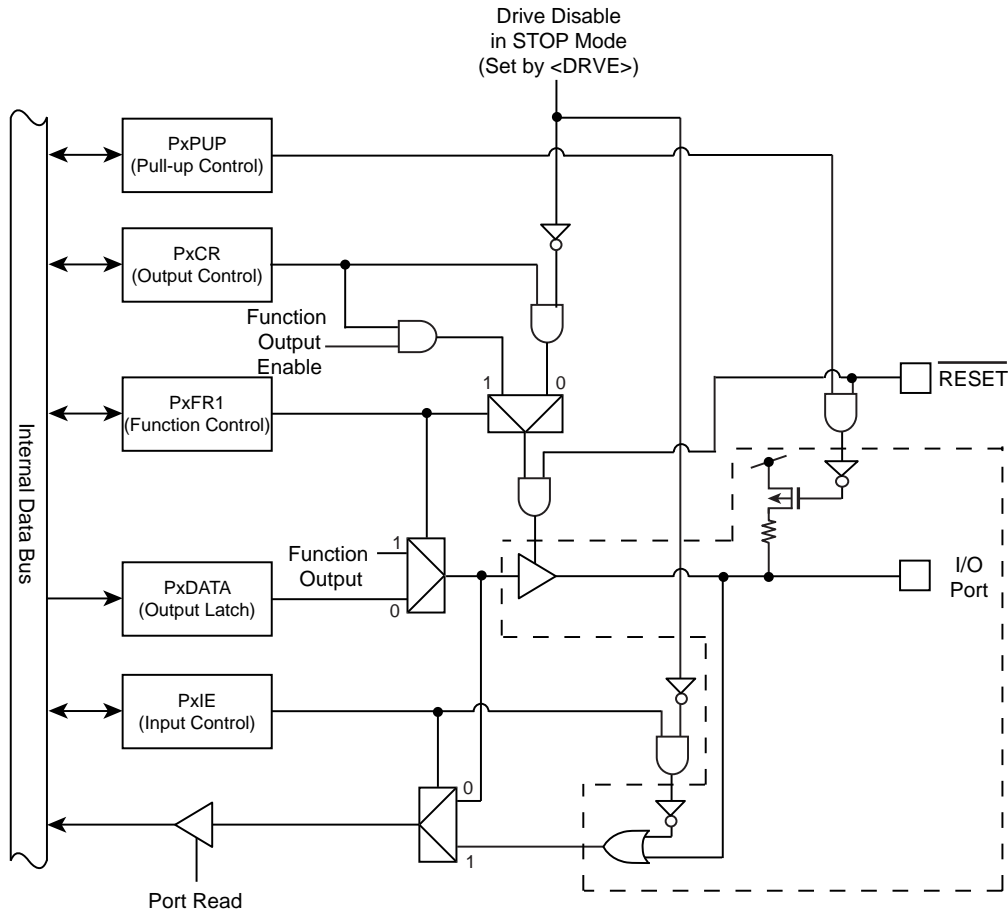 Drive Disable
in STOP Mode
(Set by <DRVE>)
PxPUP
(Pull-up Control)
PxCR
(Output Control)
Function
Output
Enable
1
0
RESET
PxFR1
(Function Control)
Internal Data Bus
Function
Output
1
0
I/O
Port
PxDATA
(Output Latch)
PxIE
(Input Control)
0
1
Port Read